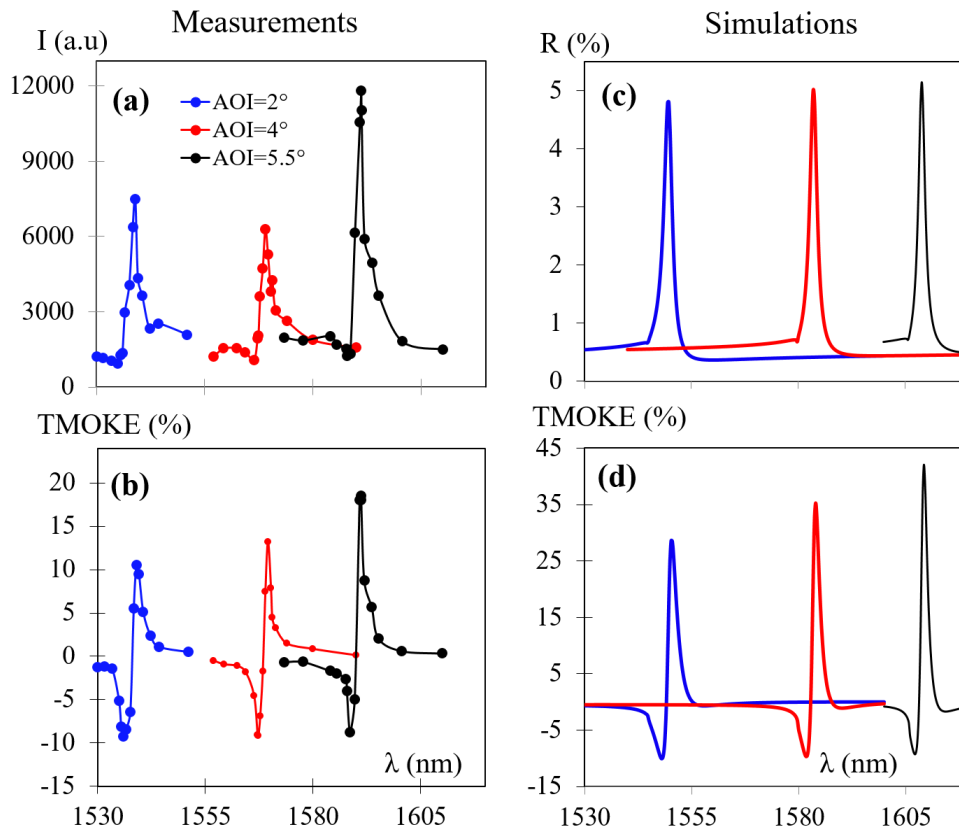 Measurements
Simulations
I (a.u)
R (%)
(a)
AOI=2°
AOI=4°
AOI=5.5°
12000
9000
6000
3000
0
(c)
5
4
3
2
1
0
TMOKE (%)
TMOKE (%)
(b)
20
15
10
5
0
-5
-10
-15
λ (nm)
1530
1555
1580
1605
(d)
45
35
25
15
5
-5
-15
λ (nm)
1530
1555
1580
1605